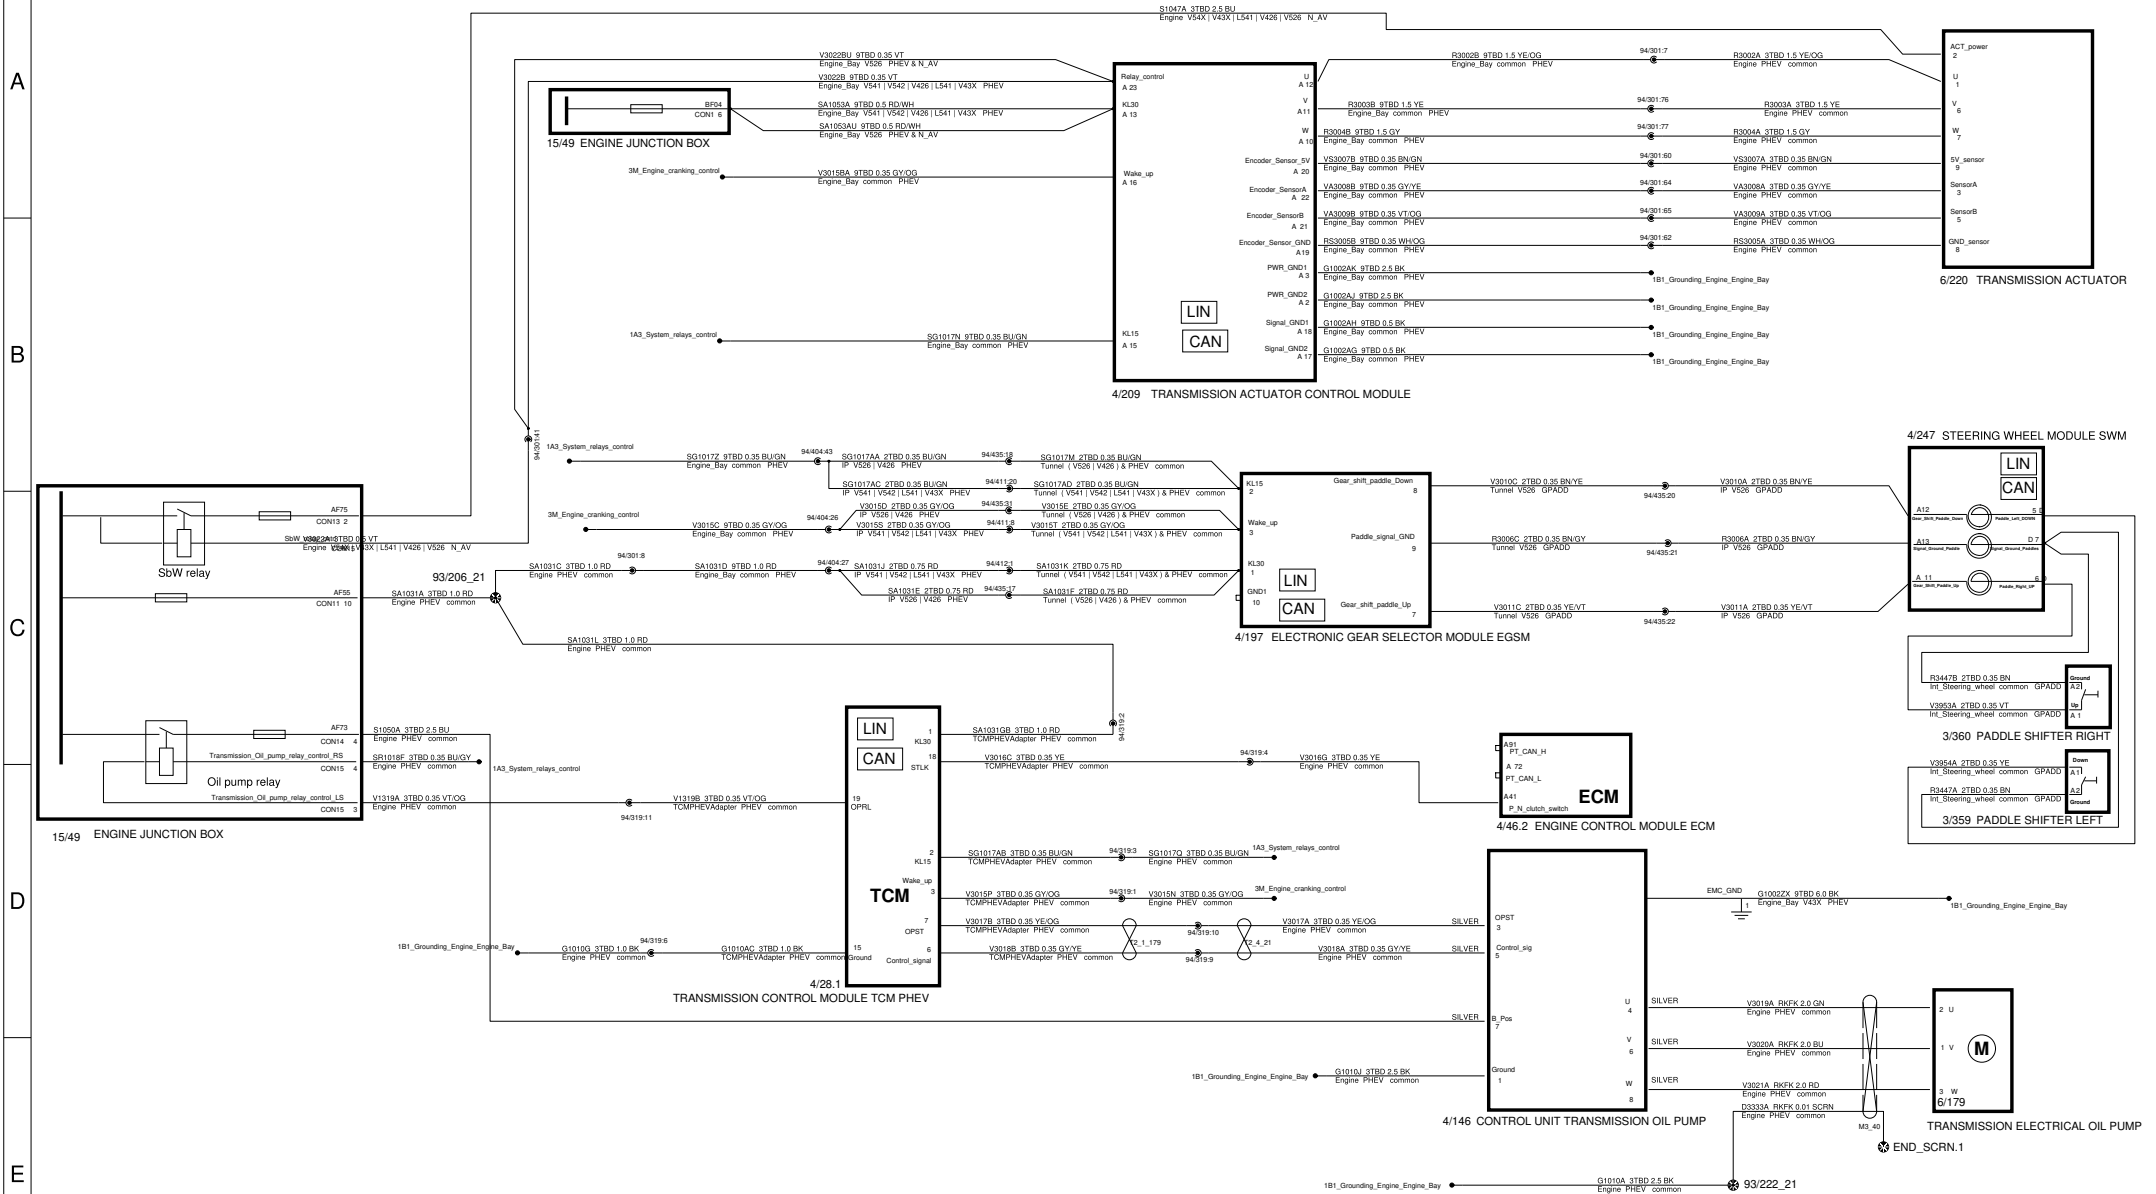 A
B
C
D
E
S1047A 3TBD 2.5 BU
Engine V54X | V43X | L541 | V426 | V526 N_AV
V3022BU 9TBD 0.35 VT
Engine_Bay V526 PHEV & N_AV
V3022B 9TBD 0.35 VT
Engine_Bay V541 | V542 | V426 | L541 | V43X PHEV
BF04
CON1 6
SA1053A 9TBD 0.5 RD/WH
Engine_Bay V541 | V542 | V426 | L541 | V43X PHEV
SA1053AU 9TBD 0.5 RD/WH
Engine_Bay V526 PHEV & N_AV
15/49 ENGINE JUNCTION BOX
3M_Engine_cranking_control
V3015BA 9TBD 0.35 GY/OG
Engine_Bay common PHEV
1A3_System_relays_control
SG1017N 9TBD 0.35 BU/GN
Engine_Bay common PHEV
Relay_control
A 23
KL30
A 13
Wake_up
A 16
KL15
A 15
LIN
CAN
U
A 12
V
A11
W
A 10
Encoder_Sensor_5V
A 20
Encoder_SensorA
A 22
Encoder_SensorB
A 21
Encoder_Sensor_GND
A19
PWR_GND1
A 3
PWR_GND2
A 2
Signal_GND1
A 18
Signal_GND2
A 17
4/209 TRANSMISSION ACTUATOR CONTROL MODULE
R3002B 9TBD 1.5 YE/OG
Engine_Bay common PHEV
94/301:7
R3002A 3TBD 1.5 YE/OG
Engine PHEV common
R3003B 9TBD 1.5 YE
Engine_Bay common PHEV
94/301:76
R3003A 3TBD 1.5 YE
Engine PHEV common
R3004B 9TBD 1.5 GY
Engine_Bay common PHEV
94/301:77
R3004A 3TBD 1.5 GY
Engine PHEV common
VS3007B 9TBD 0.35 BN/GN
Engine_Bay common PHEV
94/301:60
VS3007A 3TBD 0.35 BN/GN
Engine PHEV common
VA3008B 9TBD 0.35 GY/YE
Engine_Bay common PHEV
94/301:64
VA3008A 3TBD 0.35 GY/YE
Engine PHEV common
VA3009B 9TBD 0.35 VT/OG
Engine_Bay common PHEV
94/301:65
VA3009A 3TBD 0.35 VT/OG
Engine PHEV common
RS3005B 9TBD 0.35 WH/OG
Engine_Bay common PHEV
94/301:62
RS3005A 3TBD 0.35 WH/OG
Engine PHEV common
G1002AK 9TBD 2.5 BK
Engine_Bay common PHEV
1B1_Grounding_Engine_Engine_Bay
G1002AJ 9TBD 2.5 BK
Engine_Bay common PHEV
1B1_Grounding_Engine_Engine_Bay
G1002AH 9TBD 0.5 BK
Engine_Bay common PHEV
1B1_Grounding_Engine_Engine_Bay
G1002AG 9TBD 0.5 BK
Engine_Bay common PHEV
1B1_Grounding_Engine_Engine_Bay
ACT_power
2
U
1
V
6
W
7
5V_sensor
9
SensorA
3
SensorB
5
GND_sensor
8
6/220 TRANSMISSION ACTUATOR
94/301:41
1A3_System_relays_control
SG1017Z 9TBD 0.35 BU/GN
Engine_Bay common PHEV
94/404:43
SG1017AA 2TBD 0.35 BU/GN
IP V526 | V426 PHEV
94/435:18
SG1017M 2TBD 0.35 BU/GN
Tunnel ( V526 | V426 ) & PHEV common
SG1017AC 2TBD 0.35 BU/GN
IP V541 | V542 | L541 | V43X PHEV
94/411:20
SG1017AD 2TBD 0.35 BU/GN
Tunnel ( V541 | V542 | L541 | V43X ) & PHEV common
3M_Engine_cranking_control
V3015C 9TBD 0.35 GY/OG
Engine_Bay common PHEV
94/404:26
V3015D 2TBD 0.35 GY/OG
IP V526 | V426 PHEV
94/435:31
V3015E 2TBD 0.35 GY/OG
Tunnel ( V526 | V426 ) & PHEV common
V3015S 2TBD 0.35 GY/OG
IP V541 | V542 | L541 | V43X PHEV
94/411:8
V3015T 2TBD 0.35 GY/OG
Tunnel ( V541 | V542 | L541 | V43X ) & PHEV common
SA1031C 3TBD 1.0 RD
Engine PHEV common
94/301:8
SA1031D 9TBD 1.0 RD
Engine_Bay common PHEV
94/404:27
SA1031J 2TBD 0.75 RD
IP V541 | V542 | L541 | V43X PHEV
94/412:1
SA1031K 2TBD 0.75 RD
Tunnel ( V541 | V542 | L541 | V43X ) & PHEV common
SA1031E 2TBD 0.75 RD
IP V526 | V426 PHEV
94/435:17
SA1031F 2TBD 0.75 RD
Tunnel ( V526 | V426 ) & PHEV common
KL15
2
Wake_up
3
KL30
1
GND1
10
LIN
CAN
Gear_shift_paddle_Down
8
Paddle_signal_GND
9
Gear_shift_paddle_Up
7
4/197 ELECTRONIC GEAR SELECTOR MODULE EGSM
V3010C 2TBD 0.35 BN/YE
Tunnel V526 GPADD
94/435:20
V3010A 2TBD 0.35 BN/YE
IP V526 GPADD
R3006C 2TBD 0.35 BN/GY
Tunnel V526 GPADD
94/435:21
R3006A 2TBD 0.35 BN/GY
IP V526 GPADD
V3011C 2TBD 0.35 YE/VT
Tunnel V526 GPADD
94/435:22
V3011A 2TBD 0.35 YE/VT
IP V526 GPADD
4/247 STEERING WHEEL MODULE SWM
LIN
CAN
A12
Gear_Shift_Paddle_Down
Paddle_Left_DOWN
A13
Signal_Ground_Paddle
D 7
Signal_Ground_Paddles
A 11
Gear_Shift_Paddle_Up
Paddle_Right_UP
R3447B 2TBD 0.35 BN
Int_Steering_wheel common GPADD
V3953A 2TBD 0.35 VT
Int_Steering_wheel common GPADD
Ground
A2
Up
A 1
3/360 PADDLE SHIFTER RIGHT
V3954A 2TBD 0.35 YE
Int_Steering_wheel common GPADD
R3447A 2TBD 0.35 BN
Int_Steering_wheel common GPADD
Down
A1
A2
Ground
3/359 PADDLE SHIFTER LEFT
AF75
CON13 2
SbW relay
Engine V54X | V43X | L541 | V426 | V526 N_AV
93/206_21
AF55
CON11 10
SA1031A 3TBD 1.0 RD
Engine PHEV common
SA1031L 3TBD 1.0 RD
Engine PHEV common
AF73
CON14 4
S1050A 3TBD 2.5 BU
Engine PHEV common
Transmission_Oil_pump_relay_control_RS
CON15 4
SR1018F 3TBD 0.35 BU/GY
Engine PHEV common
1A3_System_relays_control
Oil pump relay
Transmission_Oil_pump_relay_control_LS
CON15 3
V1319A 3TBD 0.35 VT/OG
Engine PHEV common
94/319:11
V1319B 3TBD 0.35 VT/OG
TCMPHEVAdapter PHEV common
15/49 ENGINE JUNCTION BOX
LIN
CAN
1
KL30
18
STLK
19
OPRL
2
KL15
Wake_up
3
TCM
7
OPST
15
Ground
6
Control_signal
4/28.1
TRANSMISSION CONTROL MODULE TCM PHEV
SA1031GB 3TBD 1.0 RD
TCMPHEVAdapter PHEV common
94/319:2
V3016C 3TBD 0.35 YE
TCMPHEVAdapter PHEV common
94/319:4
V3016G 3TBD 0.35 YE
Engine PHEV common
A91
PT_CAN_H
A 72
PT_CAN_L
A41
P_N_clutch_switch
ECM
4/46.2 ENGINE CONTROL MODULE ECM
SG1017AB 3TBD 0.35 BU/GN
TCMPHEVAdapter PHEV common
94/319:3
SG1017Q 3TBD 0.35 BU/GN
Engine PHEV common
1A3_System_relays_control
V3015P 3TBD 0.35 GY/OG
TCMPHEVAdapter PHEV common
94/319:1
V3015N 3TBD 0.35 GY/OG
Engine PHEV common
3M_Engine_cranking_control
V3017B 3TBD 0.35 YE/OG
TCMPHEVAdapter PHEV common
94/319:10
V3017A 3TBD 0.35 YE/OG
Engine PHEV common
SILVER
V3018B 3TBD 0.35 GY/YE
TCMPHEVAdapter PHEV common
T2_1_179
94/319:9
T2_4_21
V3018A 3TBD 0.35 GY/YE
Engine PHEV common
SILVER
1B1_Grounding_Engine_Engine_Bay
G1010G 3TBD 1.0 BK
Engine PHEV common
94/319:6
G1010AC 3TBD 1.0 BK
TCMPHEVAdapter PHEV common
SILVER
1B1_Grounding_Engine_Engine_Bay
G1010J 3TBD 2.5 BK
Engine PHEV common
OPST
3
Control_sig
5
B_Pos
7
Ground
1
U
4
V
6
W
8
4/146 CONTROL UNIT TRANSMISSION OIL PUMP
EMC_GND
1
G1002ZX 9TBD 6.0 BK
Engine_Bay V43X PHEV
1B1_Grounding_Engine_Engine_Bay
SILVER
V3019A RKFK 2.0 GN
Engine PHEV common
SILVER
V3020A RKFK 2.0 BU
Engine PHEV common
SILVER
V3021A RKFK 2.0 RD
Engine PHEV common
D3333A RKFK 0.01 SCRN
Engine PHEV common
M3_40
2 U
1 V
M
3 W
6/179
TRANSMISSION ELECTRICAL OIL PUMP
END_SCRN.1
1B1_Grounding_Engine_Engine_Bay
G1010A 3TBD 2.5 BK
Engine PHEV common
93/222_21